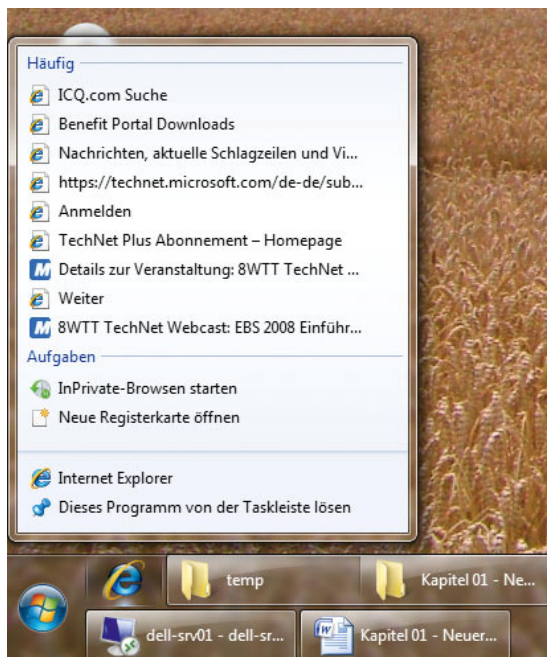 Häufig
ICQ.com Suche
Benefit Portal Downloads
Nachrichten, aktuelle Schlagzeilen und Vi...
https://technet.microsoft.com/de-de/sub...
Anmelden
TechNet Plus Abonnement – Homepage
Details zur Veranstaltung: 8WTT TechNet ...
Weiter
8WTT TechNet Webcast: EBS 2008 Einführ...
Aufgaben
InPrivate-Browsen starten
Neue Registerkarte öffnen
Internet Explorer
Dieses Programm von der Taskleiste lösen
temp
Kapitel 01 - Ne...
dell-srv01 - dell-sr...
Kapitel 01 - Neuer...